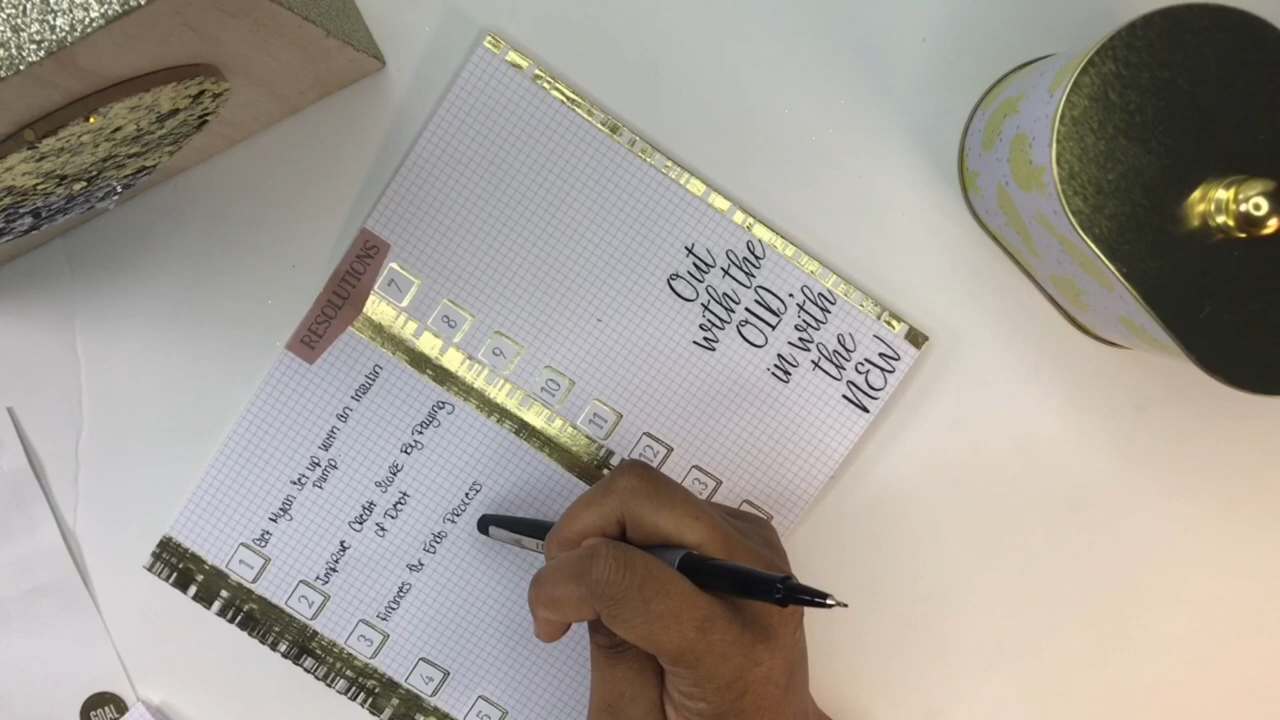 RESOLUTIONS
1
Get Myan Set up with an Insulin
Pump
2
Improve Credit Score By Paying
of Debt
3
Finances for Endo Process
4
5
7
8
9
10
11
12
13
Out
with the
OLD,
in with
the
NEW
GOAL